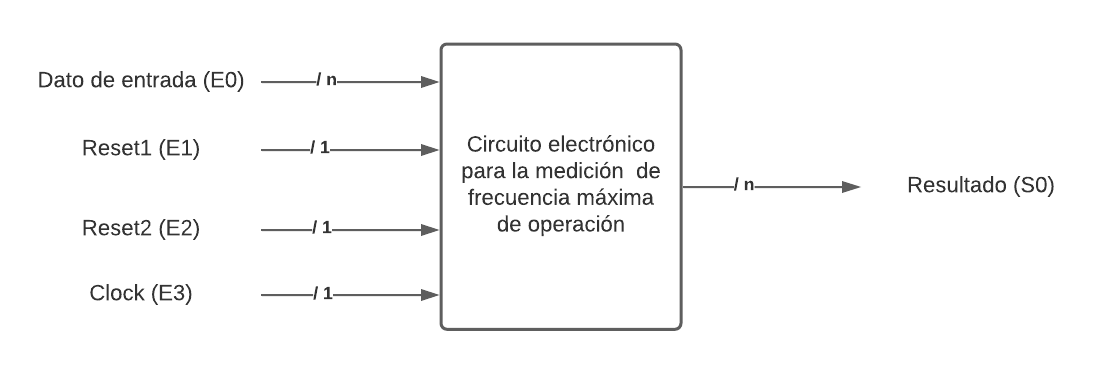 Dato de entrada (E0)
/ n
Reset1 (E1)
/ 1
Reset2 (E2)
/ 1
Clock (E3)
/ 1
Circuito electrónico
para la medición  de
frecuencia máxima
de operación
/ n
Resultado (S0)